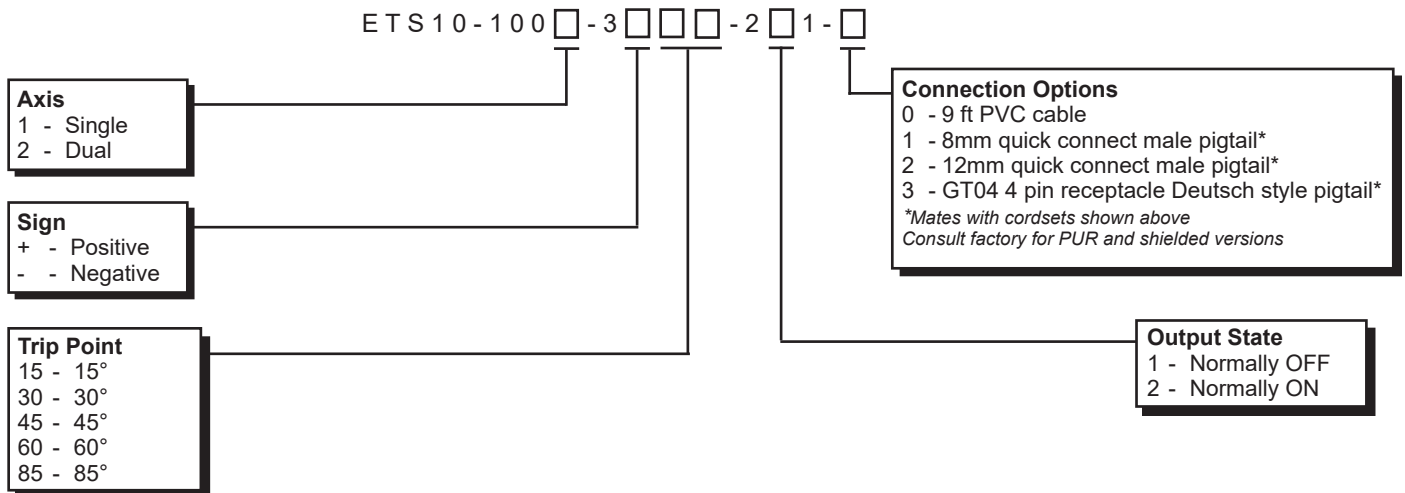 ETS10-100□-3□□□-2□1-□
Axis
1 - Single
2 - Dual
Sign
+ - Positive
- - Negative
Trip Point
15 - 15°
30 - 30°
45 - 45°
60 - 60°
85 - 85°
Connection Options
0 - 9 ft PVC cable
1 - 8mm quick connect male pigtail*
2 - 12mm quick connect male pigtail*
3 - GT04 4 pin receptacle Deutsch style pigtail*
*Mates with cordsets shown above
Consult factory for PUR and shielded versions
Output State
1 - Normally OFF
2 - Normally ON